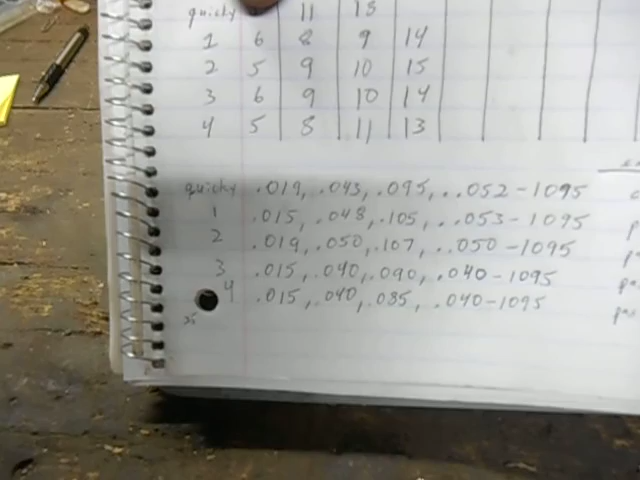 quicky 11 13
1 6 8 9 14
2 5 9 10 15
3 6 9 10 14
4 5 8 11 13
quicky .019, .043, .095, ..052-1095
1 .015, .048, .105, ..053-1095
2 .019, .050, .107, ..050-1095
3 .015, .040, .090, .040-1095
4 .015, .040, .085, .040-1095